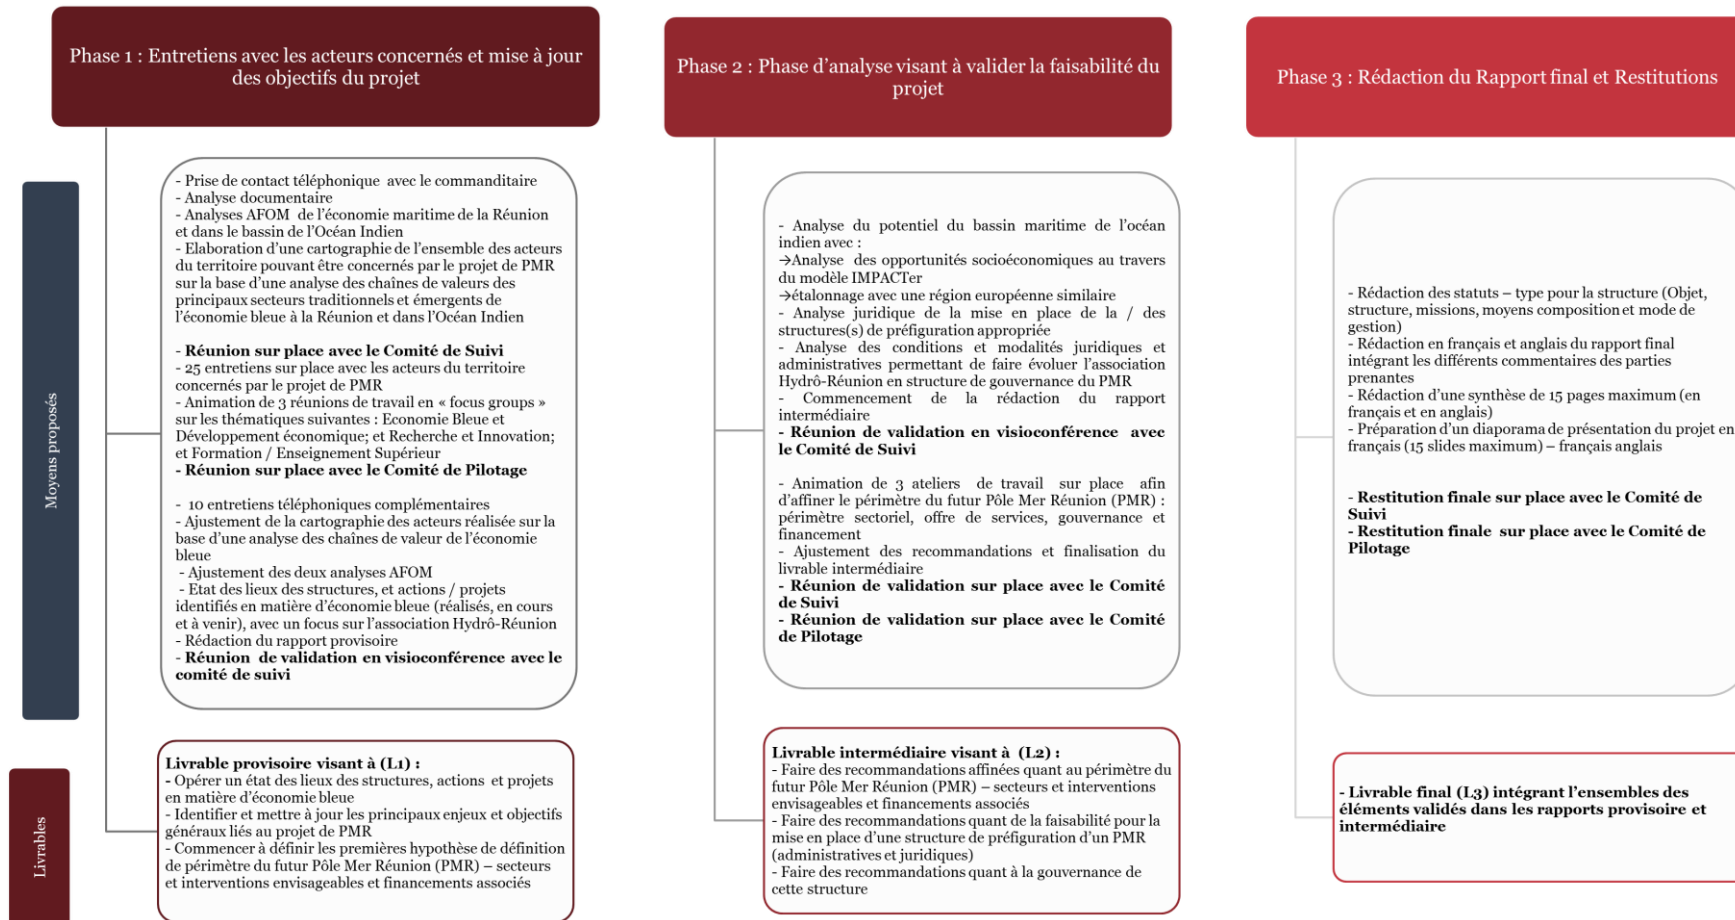 Phase 1 : Entretiens avec les acteurs concernés et mise à jour
des objectifs du projet
Moyens proposés
- Prise de contact téléphonique avec le commanditaire
- Analyse documentaire
- Analyses AFOM de l’économie maritime de la Réunion
et dans le bassin de l’Océan Indien
- Elaboration d’une cartographie de l’ensemble des acteurs
du territoire pouvant être concernés par le projet de PMR
sur la base d’une analyse des chaînes de valeurs des
principaux secteurs traditionnels et émergents de
l’économie bleue à la Réunion et dans l’Océan Indien
- Réunion sur place avec le Comité de Suivi
- 25 entretiens sur place avec les acteurs du territoire
concernés par le projet de PMR
- Animation de 3 réunions de travail en « focus groups »
sur les thématiques suivantes : Economie Bleue et
Développement économique; et Recherche et Innovation;
et Formation / Enseignement Supérieur
- Réunion sur place avec le Comité de Pilotage
- 10 entretiens téléphoniques complémentaires
- Ajustement de la cartographie des acteurs réalisée sur la
base d’une analyse des chaînes de valeur de l’économie
bleue
- Ajustement des deux analyses AFOM
- Etat des lieux des structures, et actions / projets
identifiés en matière d’économie bleue (réalisés, en cours
et à venir), avec un focus sur l’association Hydrô-Réunion
- Rédaction du rapport provisoire
- Réunion de validation en visioconférence avec le
comité de suivi
Livrables
Livrable provisoire visant à (L1) :
- Opérer un état des lieux des structures, actions et projets
en matière d’économie bleue
- Identifier et mettre à jour les principaux enjeux et objectifs
généraux liés au projet de PMR
- Commencer à définir les premières hypothèse de définition
de périmètre du futur Pôle Mer Réunion (PMR) – secteurs
et interventions envisageables et financements associés
Phase 2 : Phase d’analyse visant à valider la faisabilité du
projet
- Analyse du potentiel du bassin maritime de l’océan
indien avec :
→Analyse des opportunités socioéconomiques au travers
du modèle IMPACTer
→étalonnage avec une région européenne similaire
- Analyse juridique de la mise en place de la / des
structures(s) de préfiguration appropriée
- Analyse des conditions et modalités juridiques et
administratives permettant de faire évoluer l’association
Hydrô-Réunion en structure de gouvernance du PMR
- Commencement de la rédaction du rapport
intermédiaire
- Réunion de validation en visioconférence avec
le Comité de Suivi
- Animation de 3 ateliers de travail sur place afin
d’affiner le périmètre du futur Pôle Mer Réunion (PMR) :
périmètre sectoriel, offre de services, gouvernance et
financement
- Ajustement des recommandations et finalisation du
livrable intermédiaire
- Réunion de validation sur place avec le Comité
de Suivi
- Réunion de validation sur place avec le Comité
de Pilotage
Livrable intermédiaire visant à (L2) :
- Faire des recommandations affinées quant au périmètre du
futur Pôle Mer Réunion (PMR) – secteurs et interventions
envisageables et financements associés
- Faire des recommandations quant de la faisabilité pour la
mise en place d’une structure de préfiguration d’un PMR
(administratives et juridiques)
- Faire des recommandations quant à la gouvernance de
cette structure
Phase 3 : Rédaction du Rapport final et Restitutions
- Rédaction des statuts – type pour la structure (Objet,
structure, missions, moyens composition et mode de
gestion)
- Rédaction en français et anglais du rapport final
intégrant les différents commentaires des parties
prenantes
- Rédaction d’une synthèse de 15 pages maximum (en
français et en anglais)
- Préparation d’un diaporama de présentation du projet en
français (15 slides maximum) – français anglais
- Restitution finale sur place avec le Comité de
Suivi
- Restitution finale sur place avec le Comité de
Pilotage
- Livrable final (L3) intégrant l’ensembles des
éléments validés dans les rapports provisoire et
intermédiaire